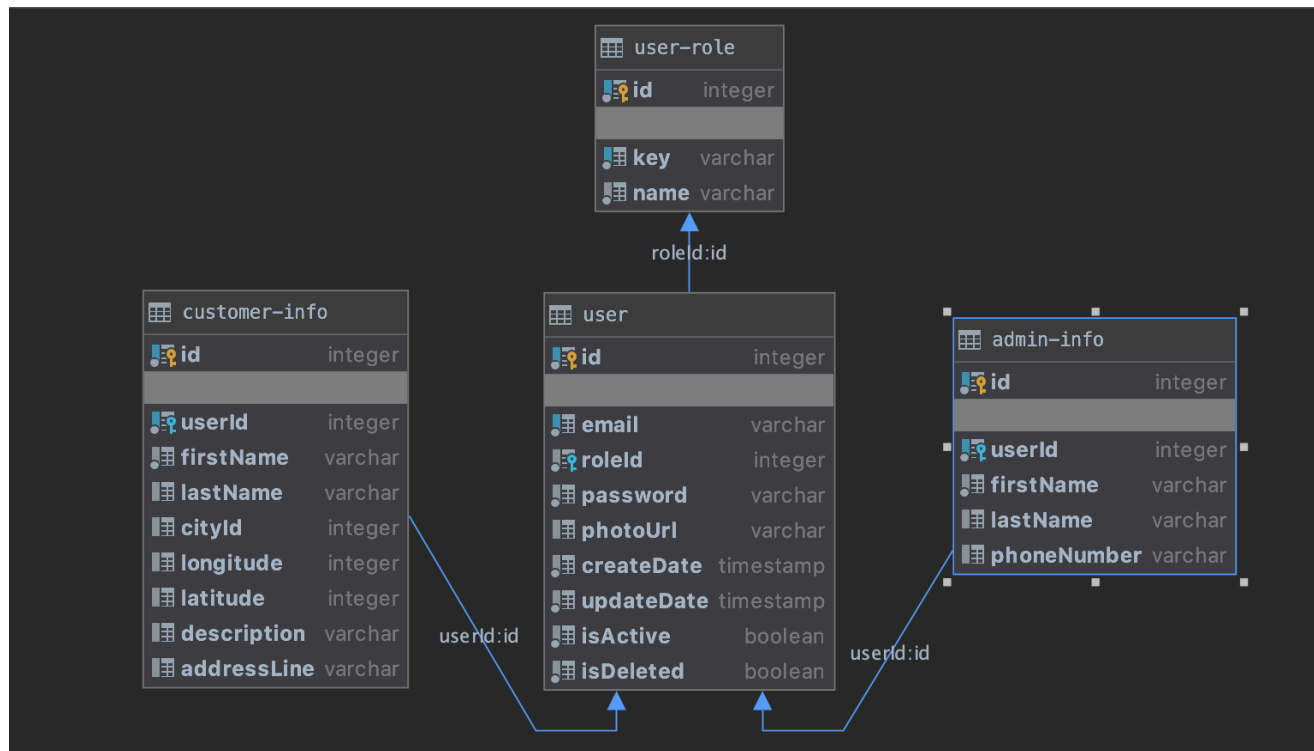 user-role
id integer
key varchar
name varchar
roleId:id
customer-info
id integer
userId integer
firstName varchar
lastName varchar
cityId integer
longitude integer
latitude integer
description varchar
addressLine varchar
user
id integer
email varchar
roleId integer
password varchar
photoUrl varchar
createDate timestamp
updateDate timestamp
isActive boolean
isDeleted boolean
admin-info
id integer
userId integer
firstName varchar
lastName varchar
phoneNumber varchar
userId:id
userId:id